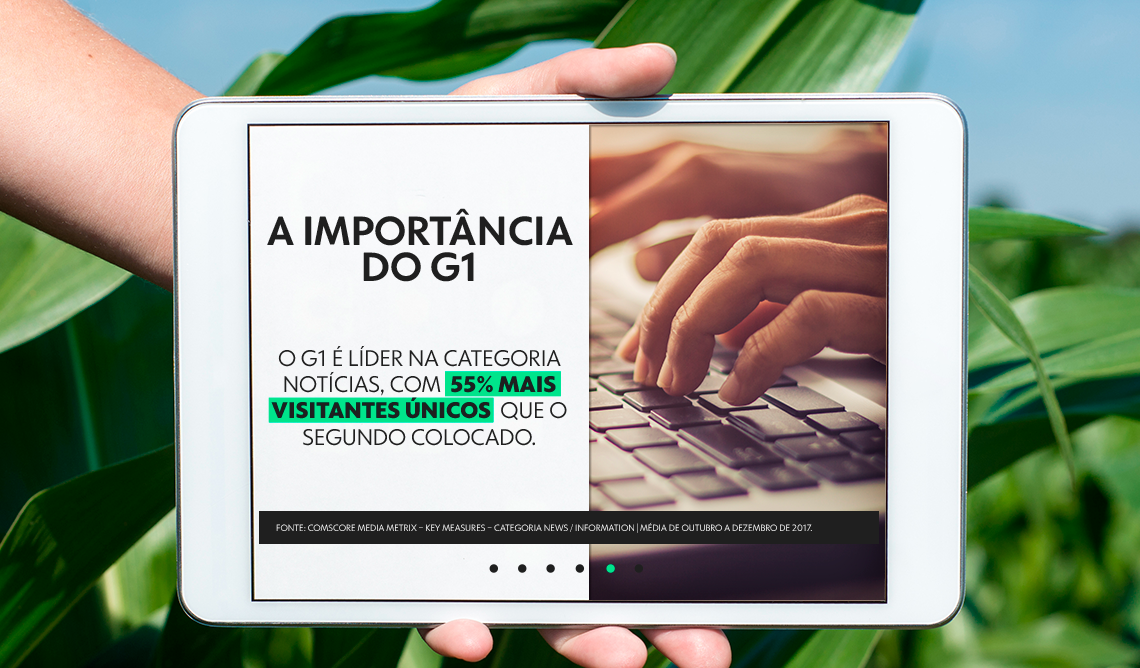 A IMPORTÂNCIA
DO G1
O G1 É LÍDER NA CATEGORIA
NOTÍCIAS, COM 55% MAIS
VISITANTES ÚNICOS QUE O
SEGUNDO COLOCADO.
FONTE: COMSCORE MEDIA METRIX – KEY MEASURES – CATEGORIA NEWS / INFORMATION | MÉDIA DE OUTUBRO A DEZEMBRO DE 2017.